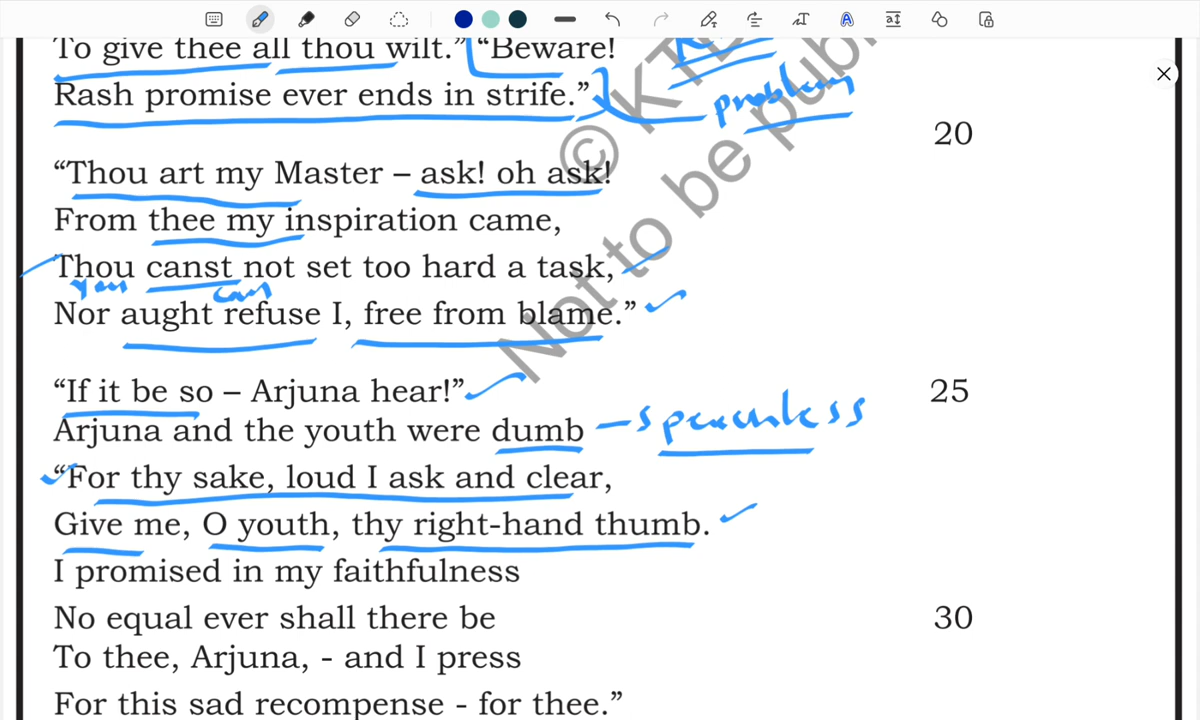 To give thee all thou wilt.” “Beware!
Rash promise ever ends in strife.”
problem
20
“Thou art my Master – ask! oh ask!
From thee my inspiration came,
Thou canst not set too hard a task,
you can
Nor aught refuse I, free from blame.”
“If it be so – Arjuna hear!”
25
Arjuna and the youth were dumb – speechless
“For thy sake, loud I ask and clear,
Give me, O youth, thy right-hand thumb.
I promised in my faithfulness
No equal ever shall there be
30
To thee, Arjuna, - and I press
For this sad recompense - for thee.”
Not to be publ